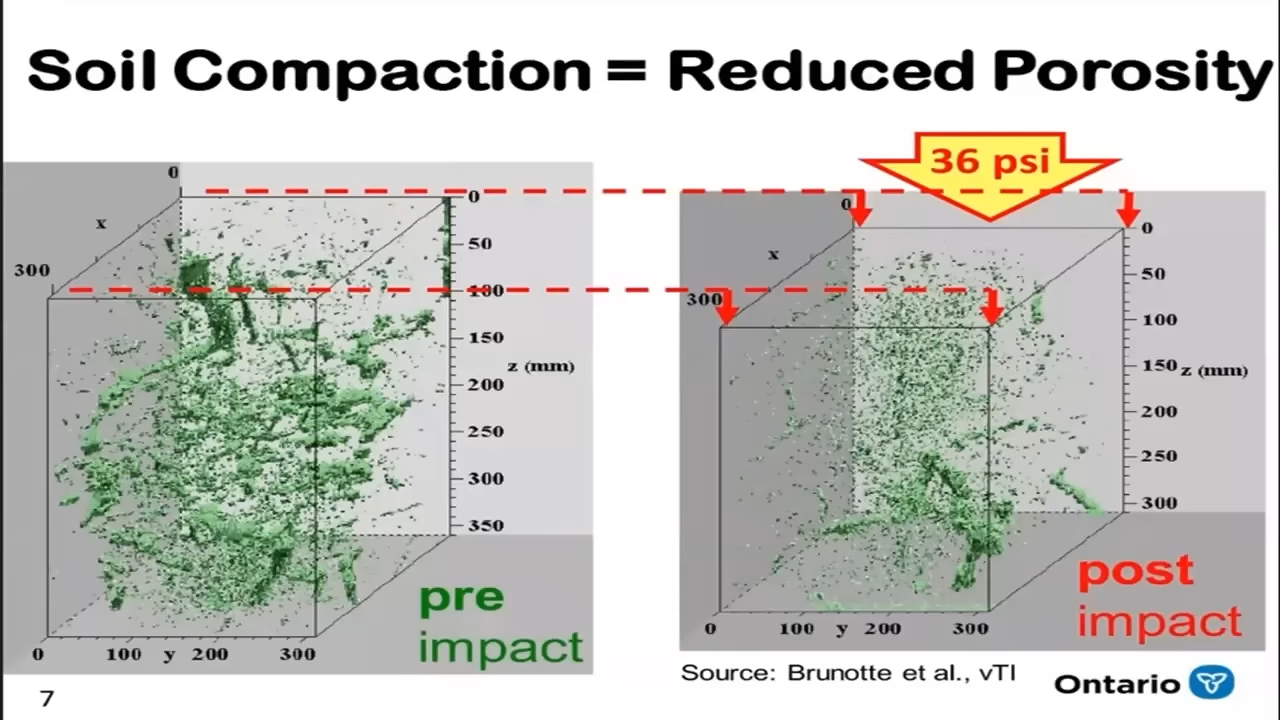 Soil Compaction = Reduced Porosity
36 psi
0
x
300
0
50
100
150
z (mm)
200
250
300
350
0
100
y
200
300
pre
impact
0
x
300
0
50
100
150
z (mm)
200
250
300
0
100
y
200
300
post
impact
Source: Brunotte et al., vTI
Ontario
7